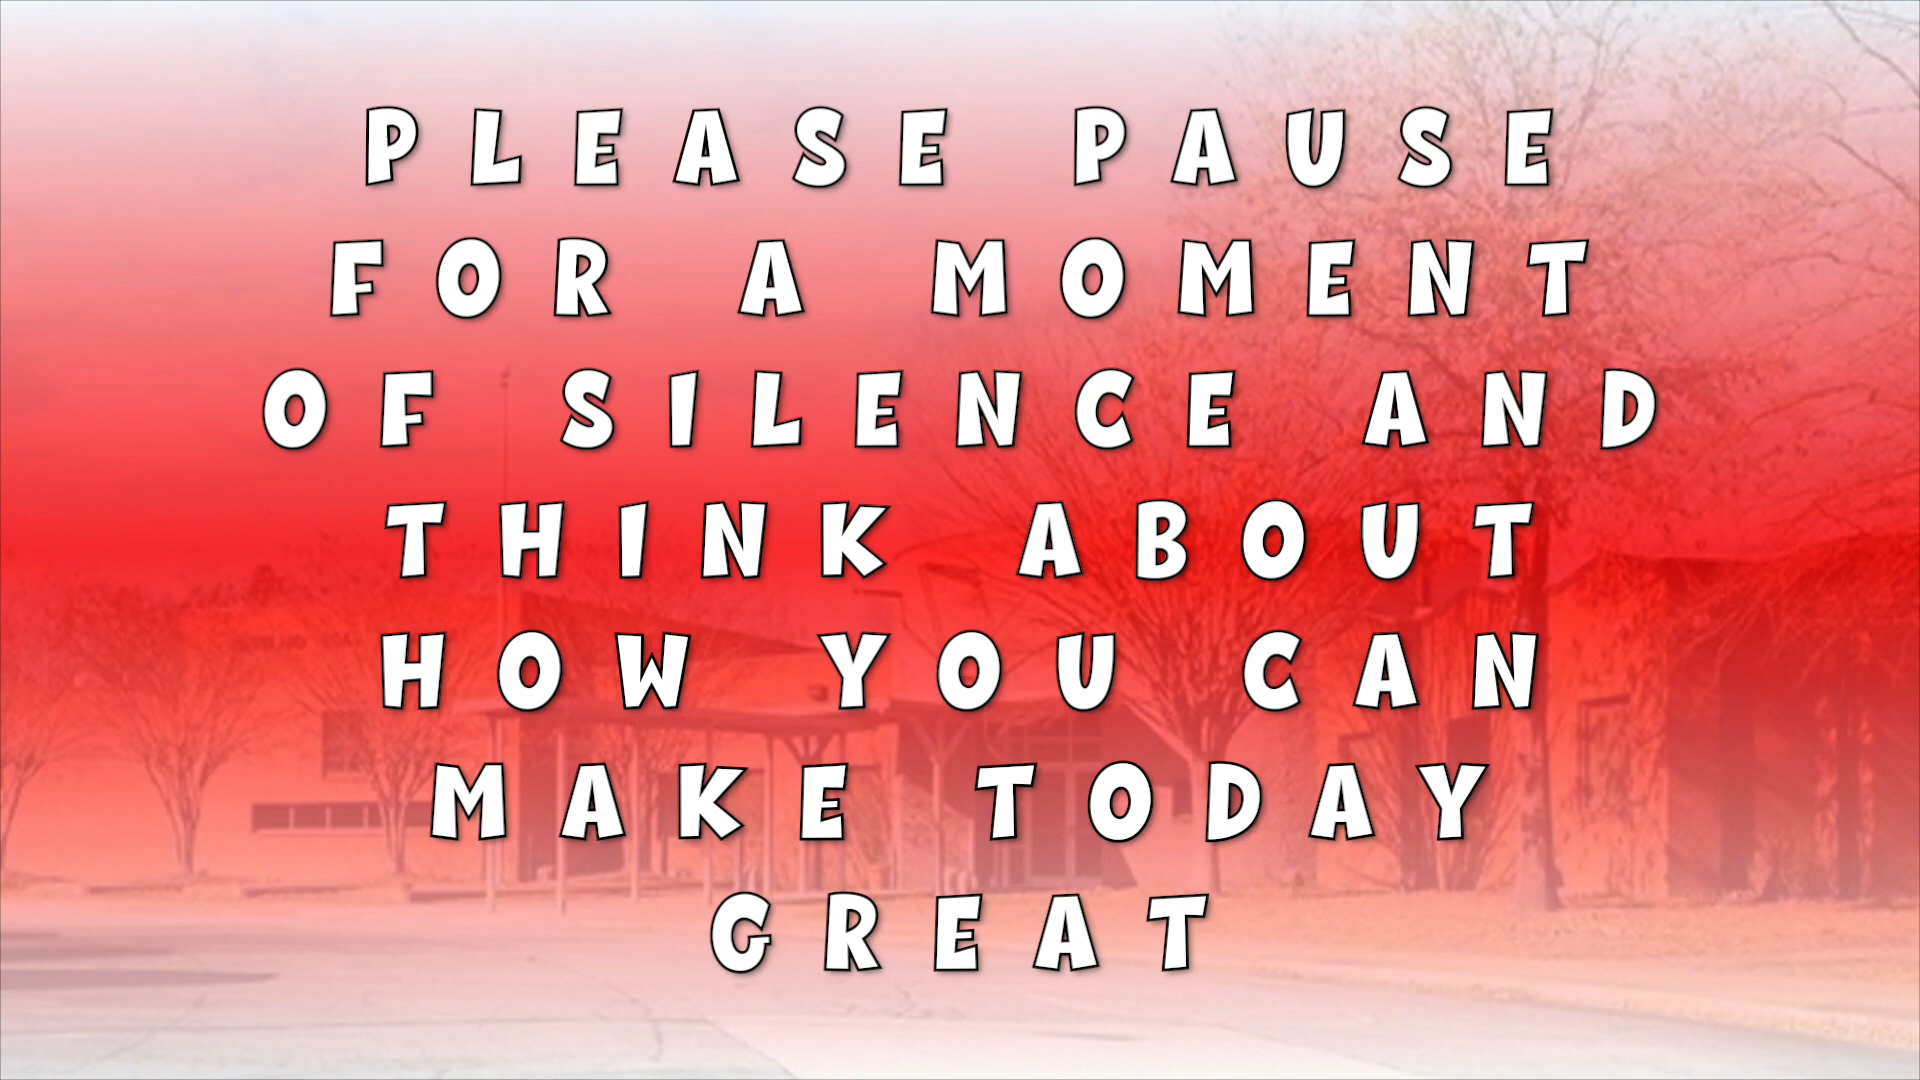 PLEASE PAUSE
FOR A MOMENT
OF SILENCE AND
THINK ABOUT
HOW YOU CAN
MAKE TODAY
GREAT